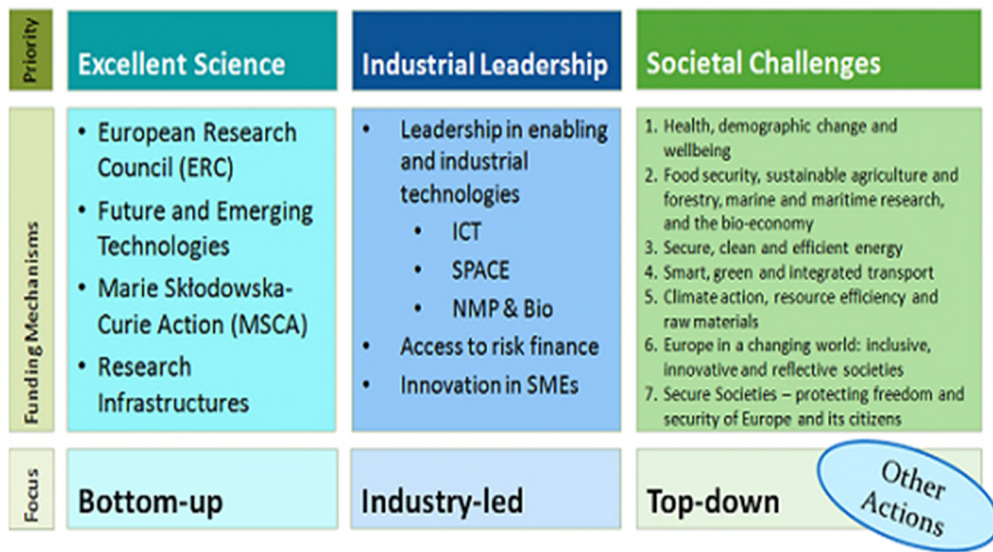 Priority
Excellent Science
Industrial Leadership
Societal Challenges
Funding Mechanisms
• European Research
Council (ERC)
• Future and Emerging
Technologies
• Marie Skłodowska-
Curie Action (MSCA)
• Research
Infrastructures
• Leadership in enabling
and industrial
technologies
• ICT
• SPACE
• NMP & Bio
• Access to risk finance
• Innovation in SMEs
1. Health, demographic change and
wellbeing
2. Food security, sustainable agriculture and
forestry, marine and maritime research,
and the bio-economy
3. Secure, clean and efficient energy
4. Smart, green and integrated transport
5. Climate action, resource efficiency and
raw materials
6. Europe in a changing world: inclusive,
innovative and reflective societies
7. Secure Societies – protecting freedom and
security of Europe and its citizens
Focus
Bottom-up
Industry-led
Top-down
Other
Actions